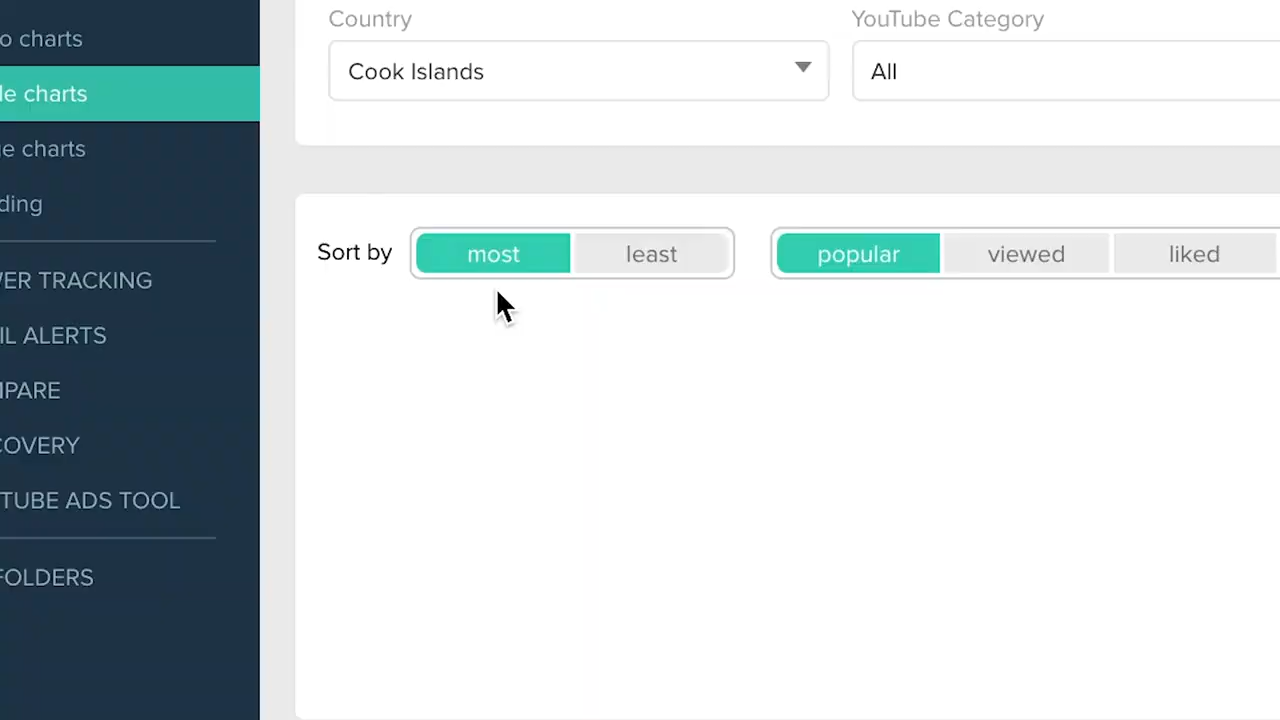 Country
YouTube Category
Cook Islands
All
o charts
le charts
e charts
ding
ER TRACKING
IL ALERTS
MPARE
COVERY
TUBE ADS TOOL
FOLDERS
Sort by
most
least
popular
viewed
liked